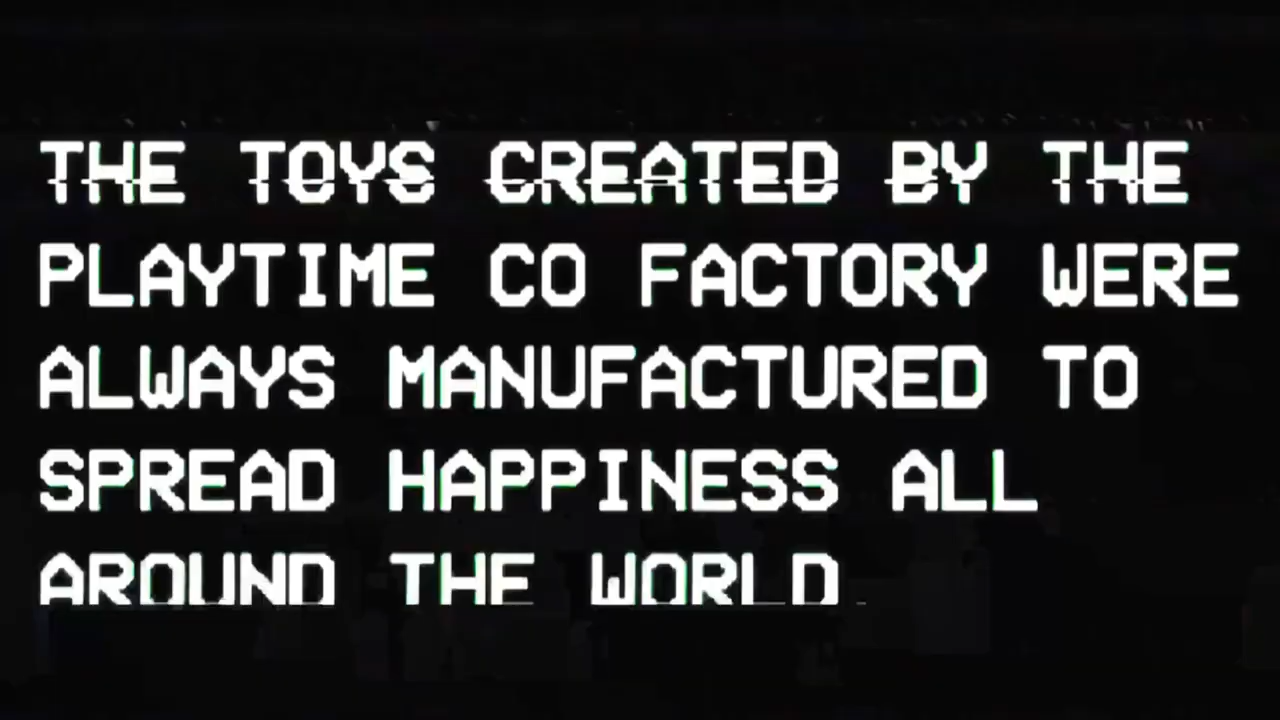 THE TOYS CREATED BY THE
PLAYTIME CO FACTORY WERE
ALWAYS MANUFACTURED TO
SPREAD HAPPINESS ALL
AROUND THE WORLD.